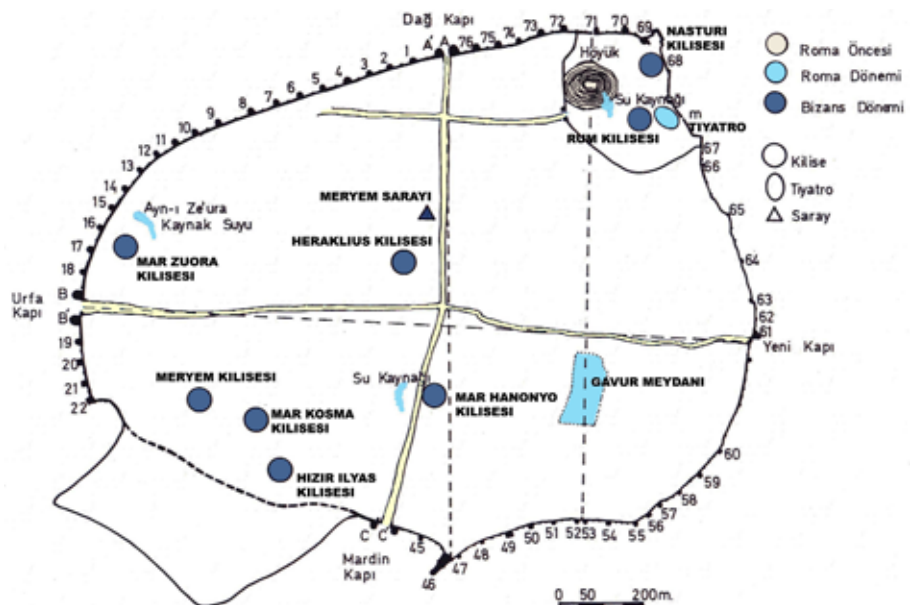 Dağ Kapı
A' A
76
75
74
73
72
71
70
69
NASTURİ
KİLİSESİ
68
Höyük
Su Kaynağı
m
RUM KİLİSESİ
TİYATRO
67
66
65
64
63
62
61
Yeni Kapı
1
2
3
4
5
6
7
8
9
10
11
12
13
14
15
16
17
18
Ayn-ı Ze'ura
Kaynak Suyu
MAR ZUORA
KİLİSESİ
MERYEM SARAYI
HERAKLIUS KİLİSESİ
Urfa
Kapı
B
B'
19
20
21
22
MERYEM KİLİSESİ
MAR KOSMA
KİLİSESİ
HIZIR ILYAS
KİLİSESİ
Su Kaynağı
MAR HANONYO
KİLİSESİ
GAVUR MEYDANI
60
59
58
57
56
55
54
53
52
51
50
49
48
47
46
45
C C
Mardin
Kapı
Roma Öncesi
Roma Dönemi
Bizans Dönemi
Kilise
Tiyatro
Saray
0 50 200m.